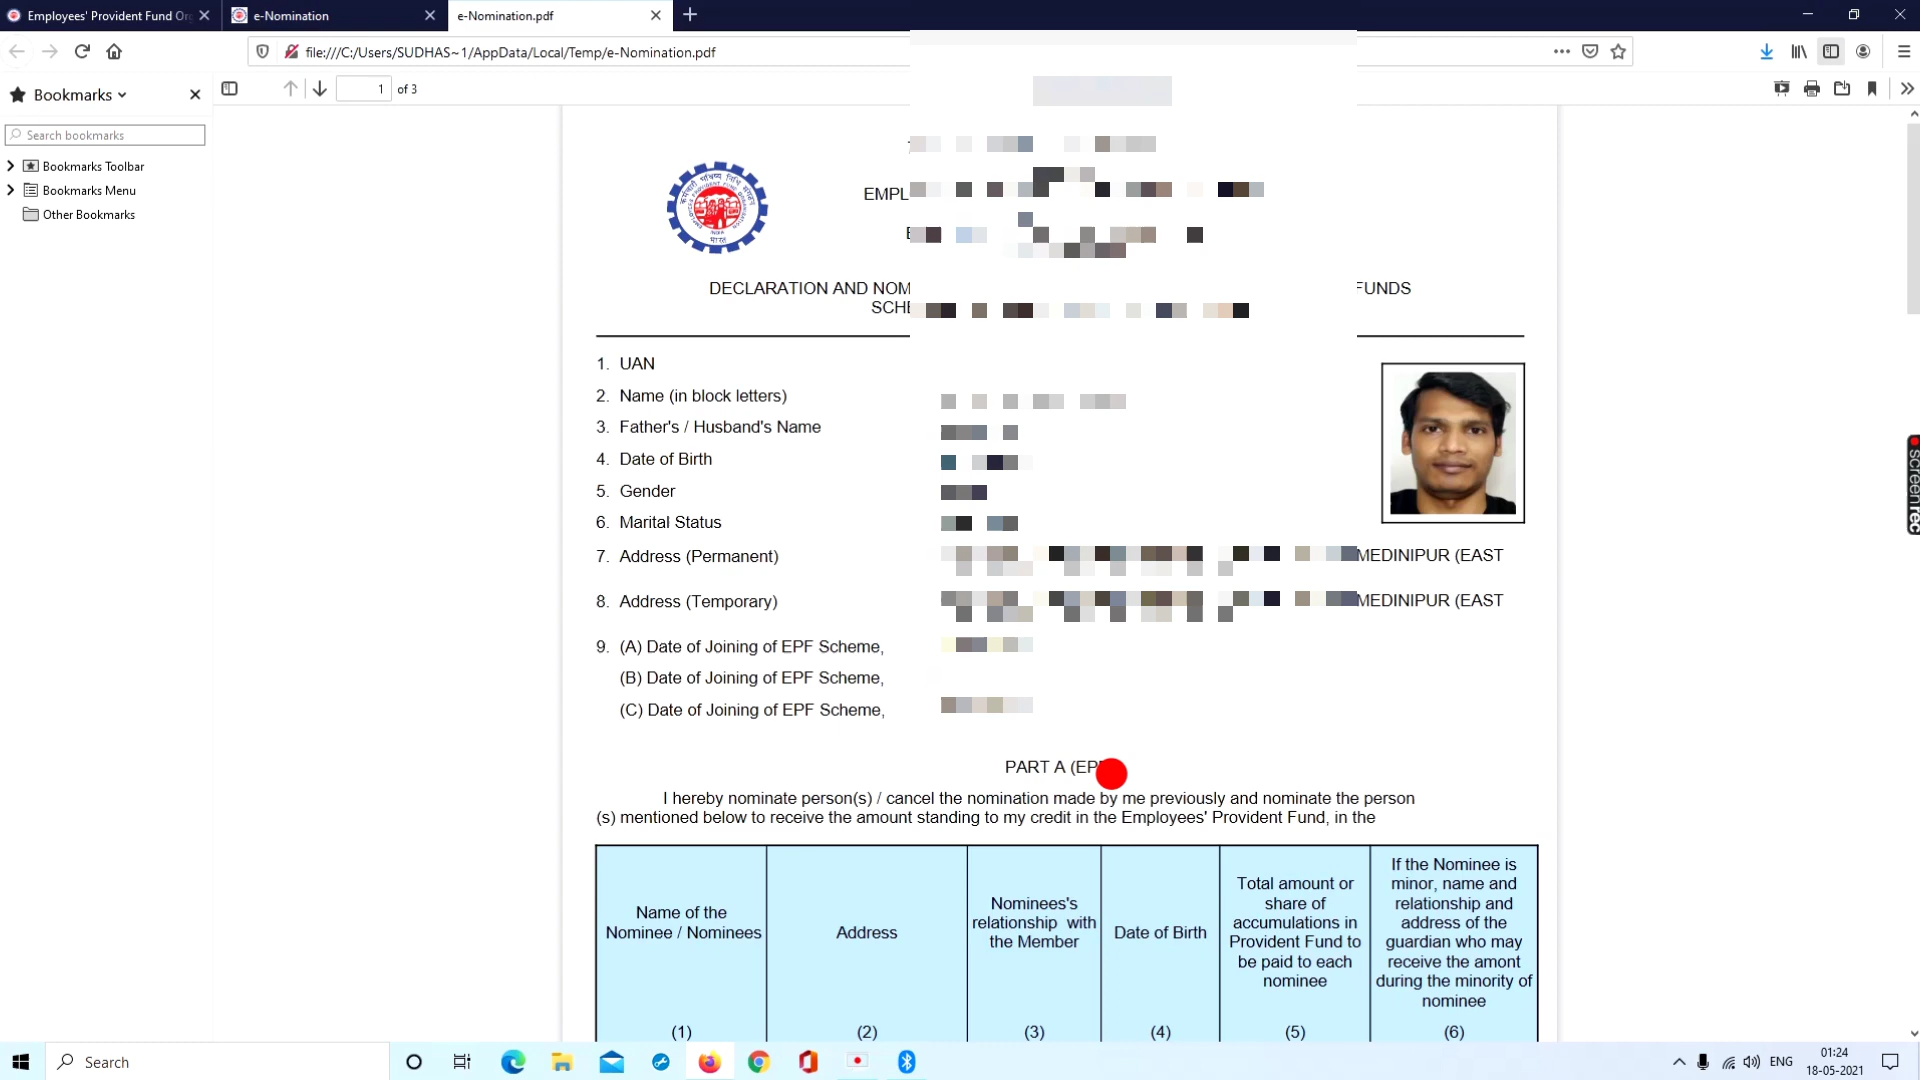 Employees' Provident Fund Or
e-Nomination
e-Nomination.pdf
file:///C:/Users/SUDHAS~1/AppData/Local/Temp/e-Nomination.pdf
Bookmarks
1 of 3
Search bookmarks
Bookmarks Toolbar
Bookmarks Menu
Other Bookmarks
EMPL
DECLARATION AND NOM
FUNDS
SCHE
1. UAN
2. Name (in block letters)
3. Father's / Husband's Name
4. Date of Birth
5. Gender
6. Marital Status
7. Address (Permanent)
MEDINIPUR (EAST
8. Address (Temporary)
MEDINIPUR (EAST
9. (A) Date of Joining of EPF Scheme,
(B) Date of Joining of EPF Scheme,
(C) Date of Joining of EPF Scheme,
PART A (EP
I hereby nominate person(s) / cancel the nomination made by me previously and nominate the person
(s) mentioned below to receive the amount standing to my credit in the Employees' Provident Fund, in the
Name of the
Nominee / Nominees
(1)
Address
(2)
Nominees's
relationship with
the Member
(3)
Date of Birth
(4)
Total amount or
share of
accumulations in
Provident Fund to
be paid to each
nominee
(5)
If the Nominee is
minor, name and
relationship and
address of the
guardian who may
receive the amont
during the minority of
nominee
(6)
screenrec
Search
ENG
01:24
18-05-2021